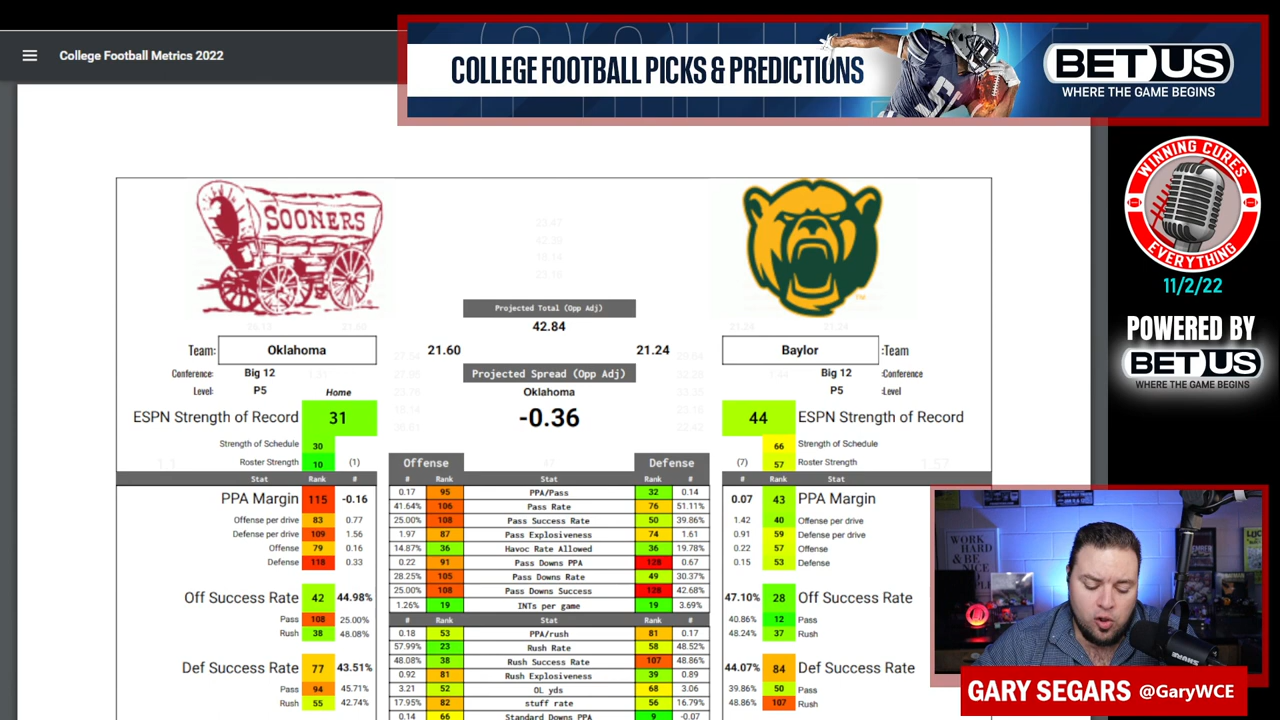 College Football Metrics 2022
COLLEGE FOOTBALL PICKS & PREDICTIONS
BETUS
WHERE THE GAME BEGINS
WINNING CURES
EVERYTHING
11/2/22
POWERED BY
BETUS
WHERE THE GAME BEGINS
SOONERS
Projected Total (Opp Adj)
42.84
Team: Oklahoma 21.60 21.24 Baylor :Team
Projected Spread (Opp Adj)
Conference: Big 12 Big 12 :Conference
Level: P5 Home Oklahoma P5 :Level
-0.36
ESPN Strength of Record 31 44 ESPN Strength of Record
Strength of Schedule 30 66 Strength of Schedule
Roster Strength 10 (1) Offense Defense (7) 57 Roster Strength
Stat Rank # Stat Rank #
# Rank Stat Rank #
PPA Margin 115 -0.16 0.07 43 PPA Margin
Offense per drive 83 0.77 1.42 40 Offense per drive
Defense per drive 109 1.56 0.91 59 Defense per drive
Offense 79 0.16 0.22 57 Offense
Defense 118 0.33 0.15 53 Defense
0.17 95 PPA/Pass 32 0.14
41.64% 106 Pass Rate 76 51.11%
25.00% 108 Pass Success Rate 50 39.86%
1.97 87 Pass Explosiveness 74 1.61
14.87% 36 Havoc Rate Allowed 36 19.78%
0.22 91 Pass Downs PPA 128 0.67
28.25% 105 Pass Downs Rate 49 30.37%
25.00% 108 Pass Downs Success 126 42.68%
1.26% 19 INTs per game 19 3.69%
Off Success Rate 42 44.98% 47.10% 28 Off Success Rate
Pass 108 25.00% 40.86% 12 Pass
Rush 38 48.08% 48.24% 37 Rush
# Rank Stat Rank #
0.18 53 PPA/rush 81 0.17
57.99% 23 Rush Rate 58 48.52%
48.08% 38 Rush Success Rate 107 48.86%
0.92 81 Rush Explosiveness 39 0.89
3.21 52 OL yds 68 3.06
17.95% 82 stuff rate 56 16.79%
0.14 66 Standard Downs PPA 9 -0.07
Def Success Rate 77 43.51% 44.07% 84 Def Success Rate
Pass 94 45.71% 39.86% 50 Pass
Rush 55 42.74% 48.86% 107 Rush
WORK
HARD
& BE
NICE
GARY SEGARS @GaryWCE